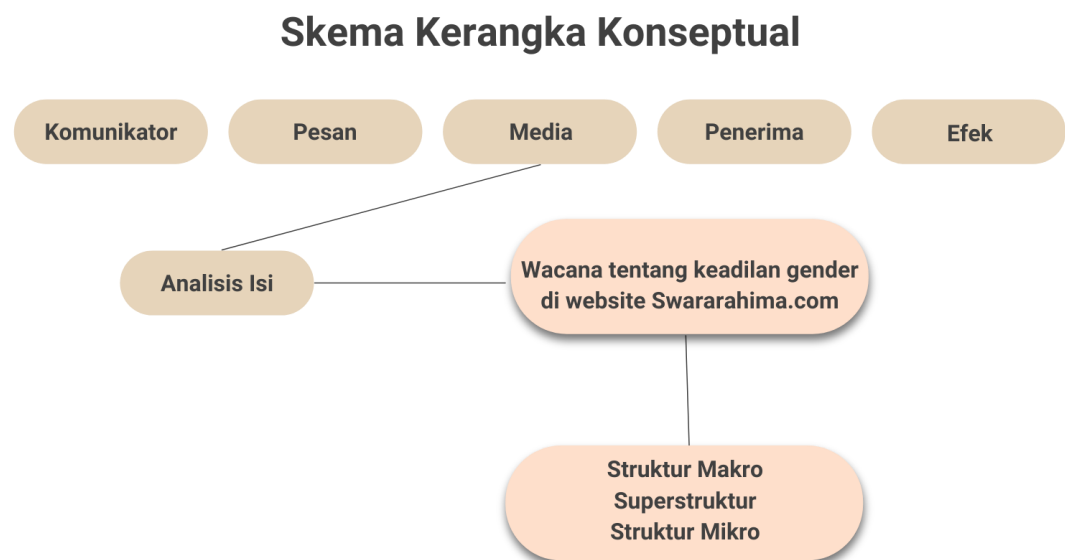 Skema Kerangka Konseptual
Komunikator
Pesan
Media
Penerima
Efek
Analisis Isi
Wacana tentang keadilan gender
di website Swararahima.com
Struktur Makro
Superstruktur
Struktur Mikro